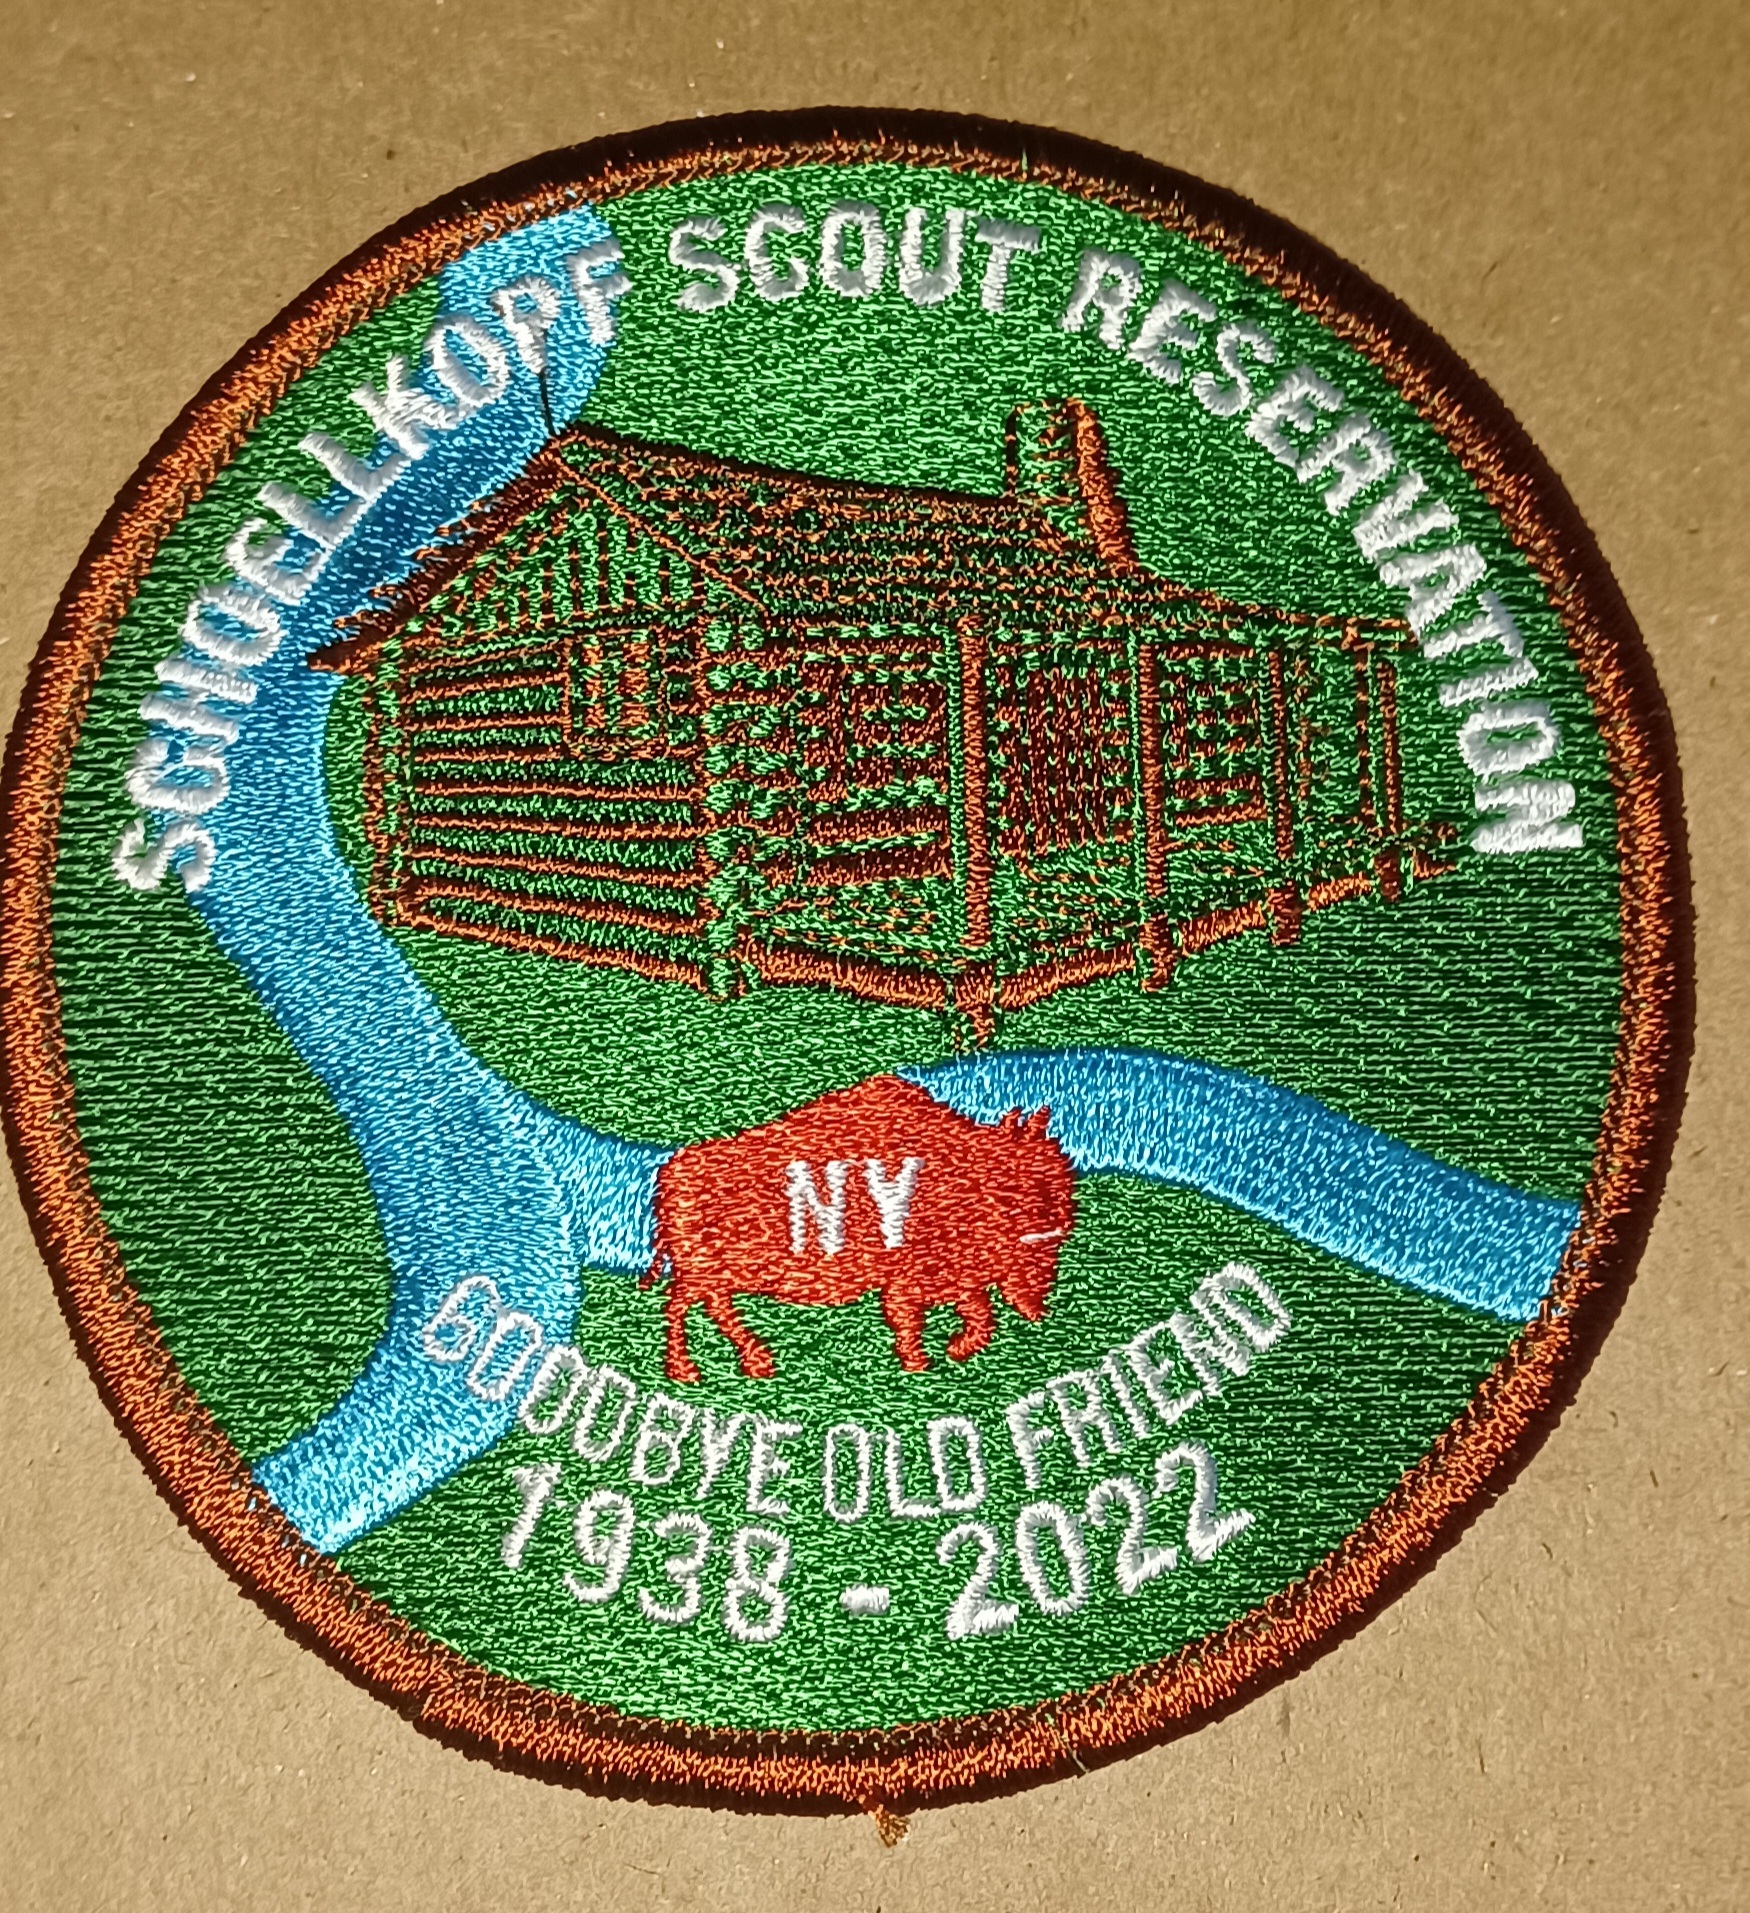 SCHOELLKOPF SCOUT RESERVATION
NY
GOODBYE OLD FRIEND
1938 - 2022